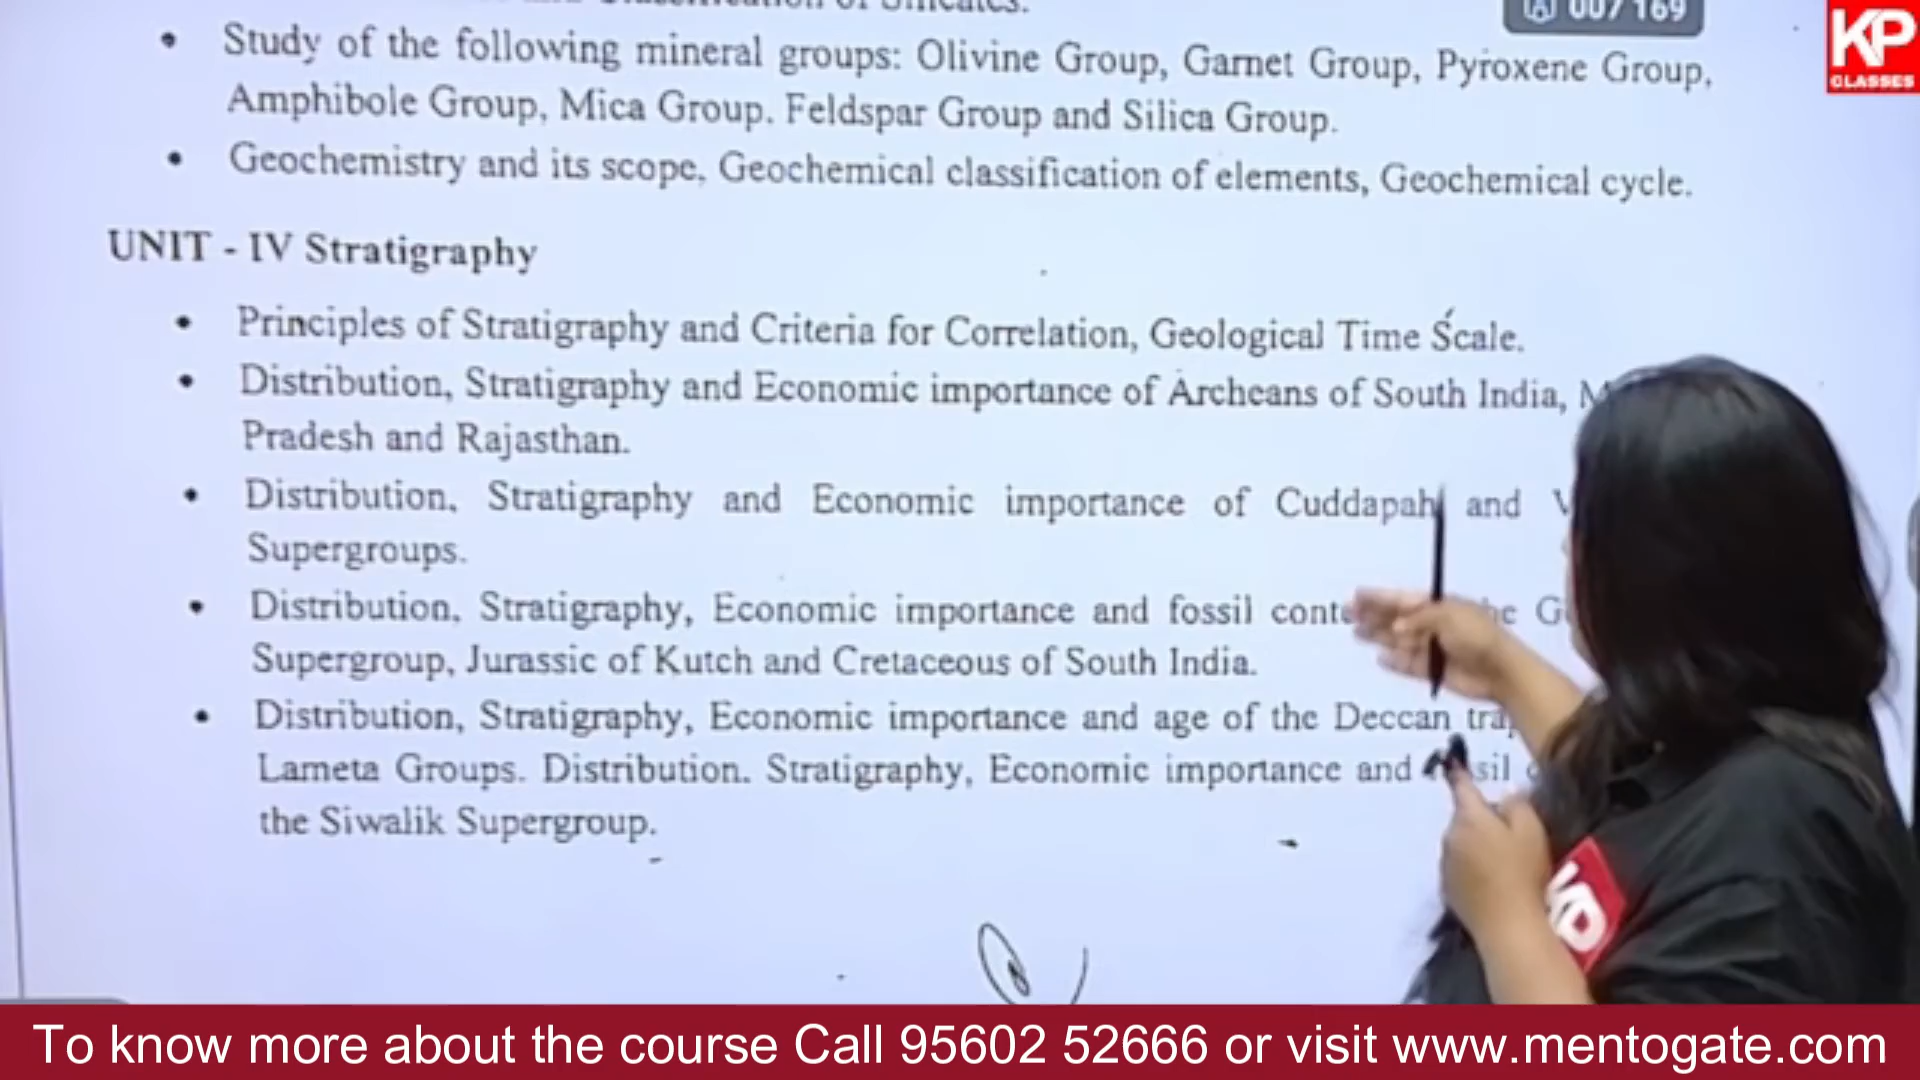 Classification of Silicates.
007 169
KP
CLASSES
• Study of the following mineral groups: Olivine Group, Garnet Group, Pyroxene Group,
Amphibole Group, Mica Group. Feldspar Group and Silica Group.
• Geochemistry and its scope, Geochemical classification of elements, Geochemical cycle.
UNIT - IV Stratigraphy
• Principles of Stratigraphy and Criteria for Correlation, Geological Time Scale.
• Distribution, Stratigraphy and Economic importance of Archeans of South India,
Pradesh and Rajasthan.
• Distribution, Stratigraphy and Economic importance of Cuddapah and
Supergroups.
• Distribution, Stratigraphy, Economic importance and fossil
Supergroup, Jurassic of Kutch and Cretaceous of South India.
• Distribution, Stratigraphy, Economic importance and age of the Deccan
Lameta Groups. Distribution. Stratigraphy, Economic importance and
the Siwalik Supergroup.
KP
To know more about the course Call 95602 52666 or visit www.mentogate.com